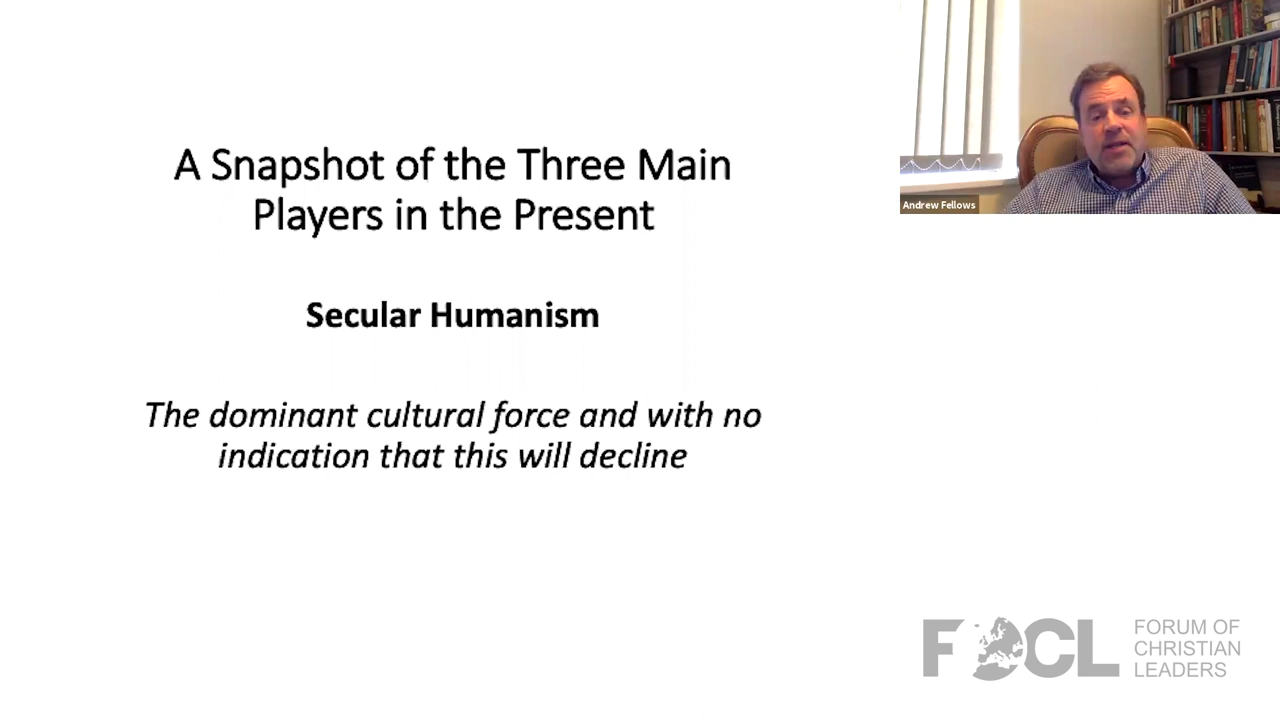 A Snapshot of the Three Main
Players in the Present
Secular Humanism
The dominant cultural force and with no
indication that this will decline
Andrew Fellows
FOCL
FORUM OF
CHRISTIAN
LEADERS